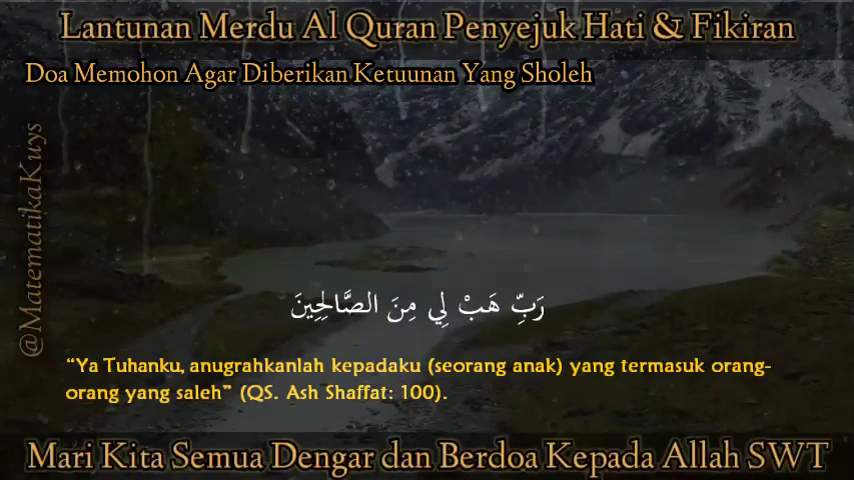 Lantunan Merdu Al Quran Penyejuk Hati & Fikiran
Doa Memohon Agar Diberikan Ketuunan Yang Sholeh
@MatematikaKuys
رَبِّ هَبْ لِي مِنَ الصَّالِحِينَ
“Ya Tuhanku, anugrahkanlah kepadaku (seorang anak) yang termasuk orang-
orang yang saleh” (QS. Ash Shaffat: 100).
Mari Kita Semua Dengar dan Berdoa Kepada Allah SWT